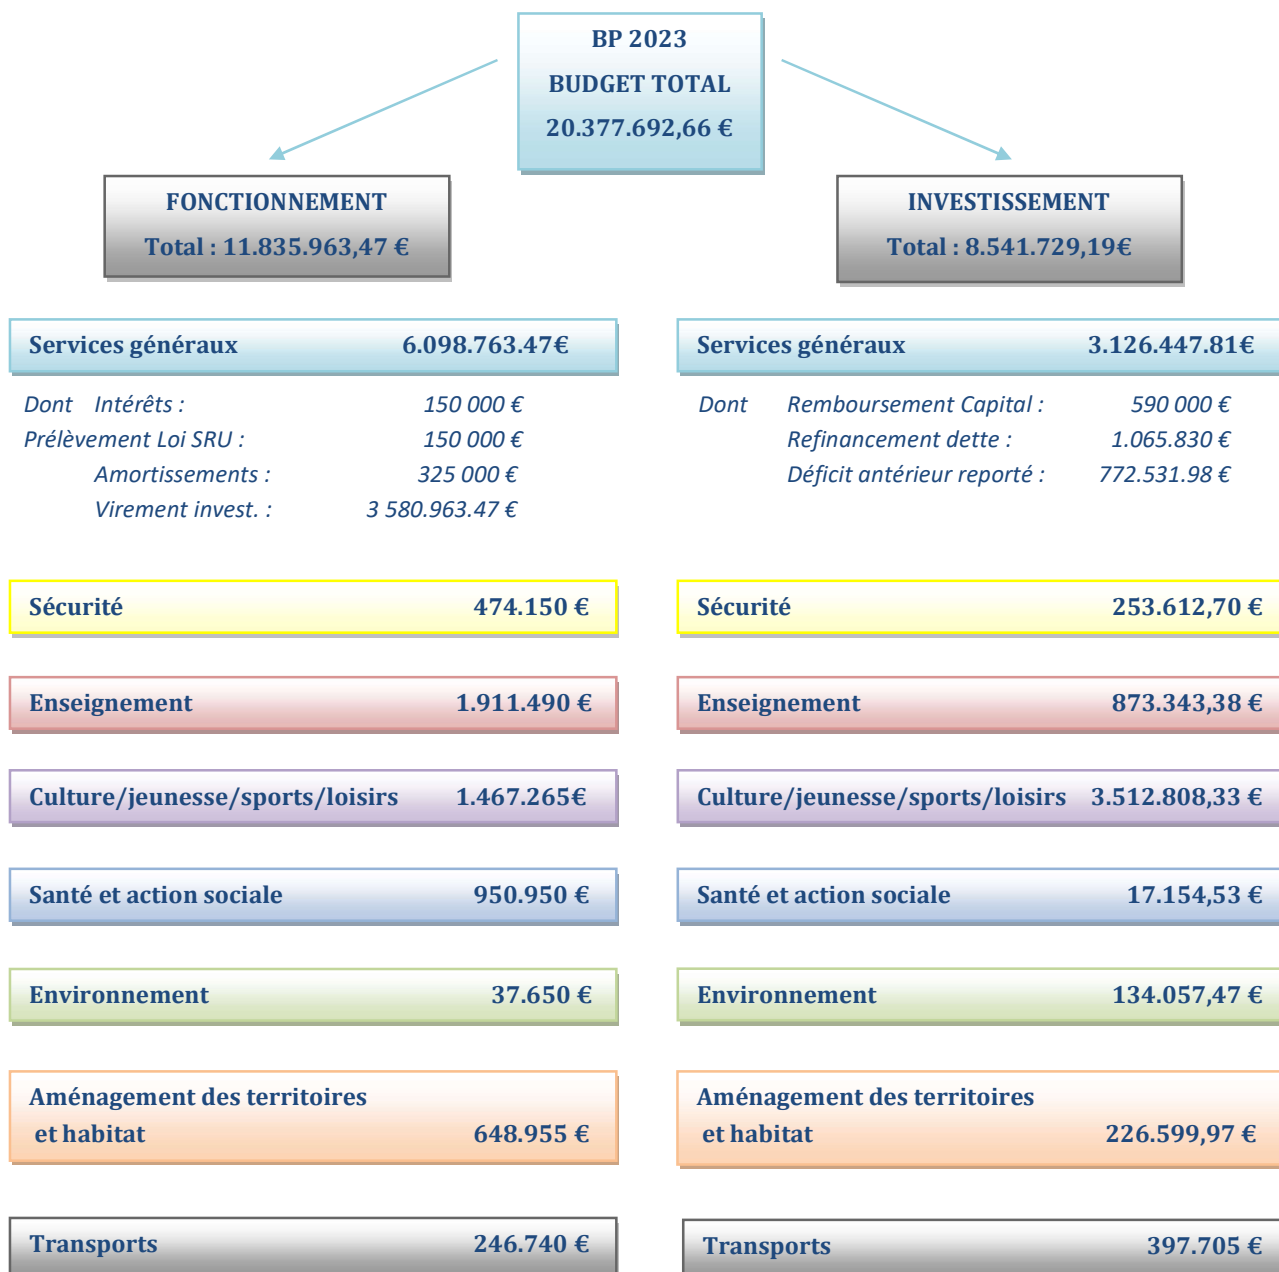 BP 2023
BUDGET TOTAL
20.377.692,66 €
FONCTIONNEMENT
Total : 11.835.963,47 €
INVESTISSEMENT
Total : 8.541.729,19€
Services généraux 6.098.763.47€
Dont Intérêts : 150 000 €
Prélèvement Loi SRU : 150 000 €
Amortissements : 325 000 €
Virement invest. : 3 580.963.47 €
Services généraux 3.126.447.81€
Dont Remboursement Capital : 590 000 €
Refinancement dette : 1.065.830 €
Déficit antérieur reporté : 772.531.98 €
Sécurité 474.150 €
Sécurité 253.612,70 €
Enseignement 1.911.490 €
Enseignement 873.343,38 €
Culture/jeunesse/sports/loisirs 1.467.265€
Culture/jeunesse/sports/loisirs 3.512.808,33 €
Santé et action sociale 950.950 €
Santé et action sociale 17.154,53 €
Environnement 37.650 €
Environnement 134.057,47 €
Aménagement des territoires
et habitat 648.955 €
Aménagement des territoires
et habitat 226.599,97 €
Transports 246.740 €
Transports 397.705 €